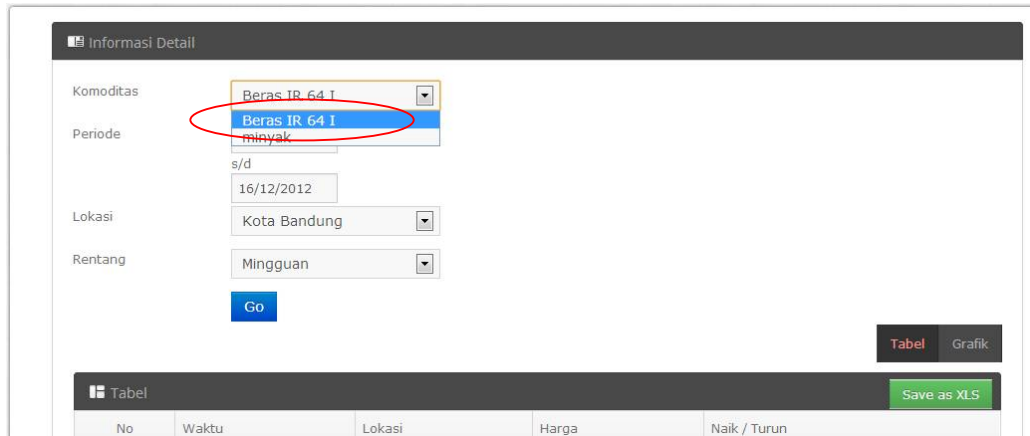 Informasi Detail
Komoditas
Beras IR 64 I
Beras IR 64 I
minyak
Periode
s/d
16/12/2012
Lokasi
Kota Bandung
Rentang
Mingguan
Go
Tabel Grafik
Tabel
Save as XLS
No Waktu Lokasi Harga Naik / Turun